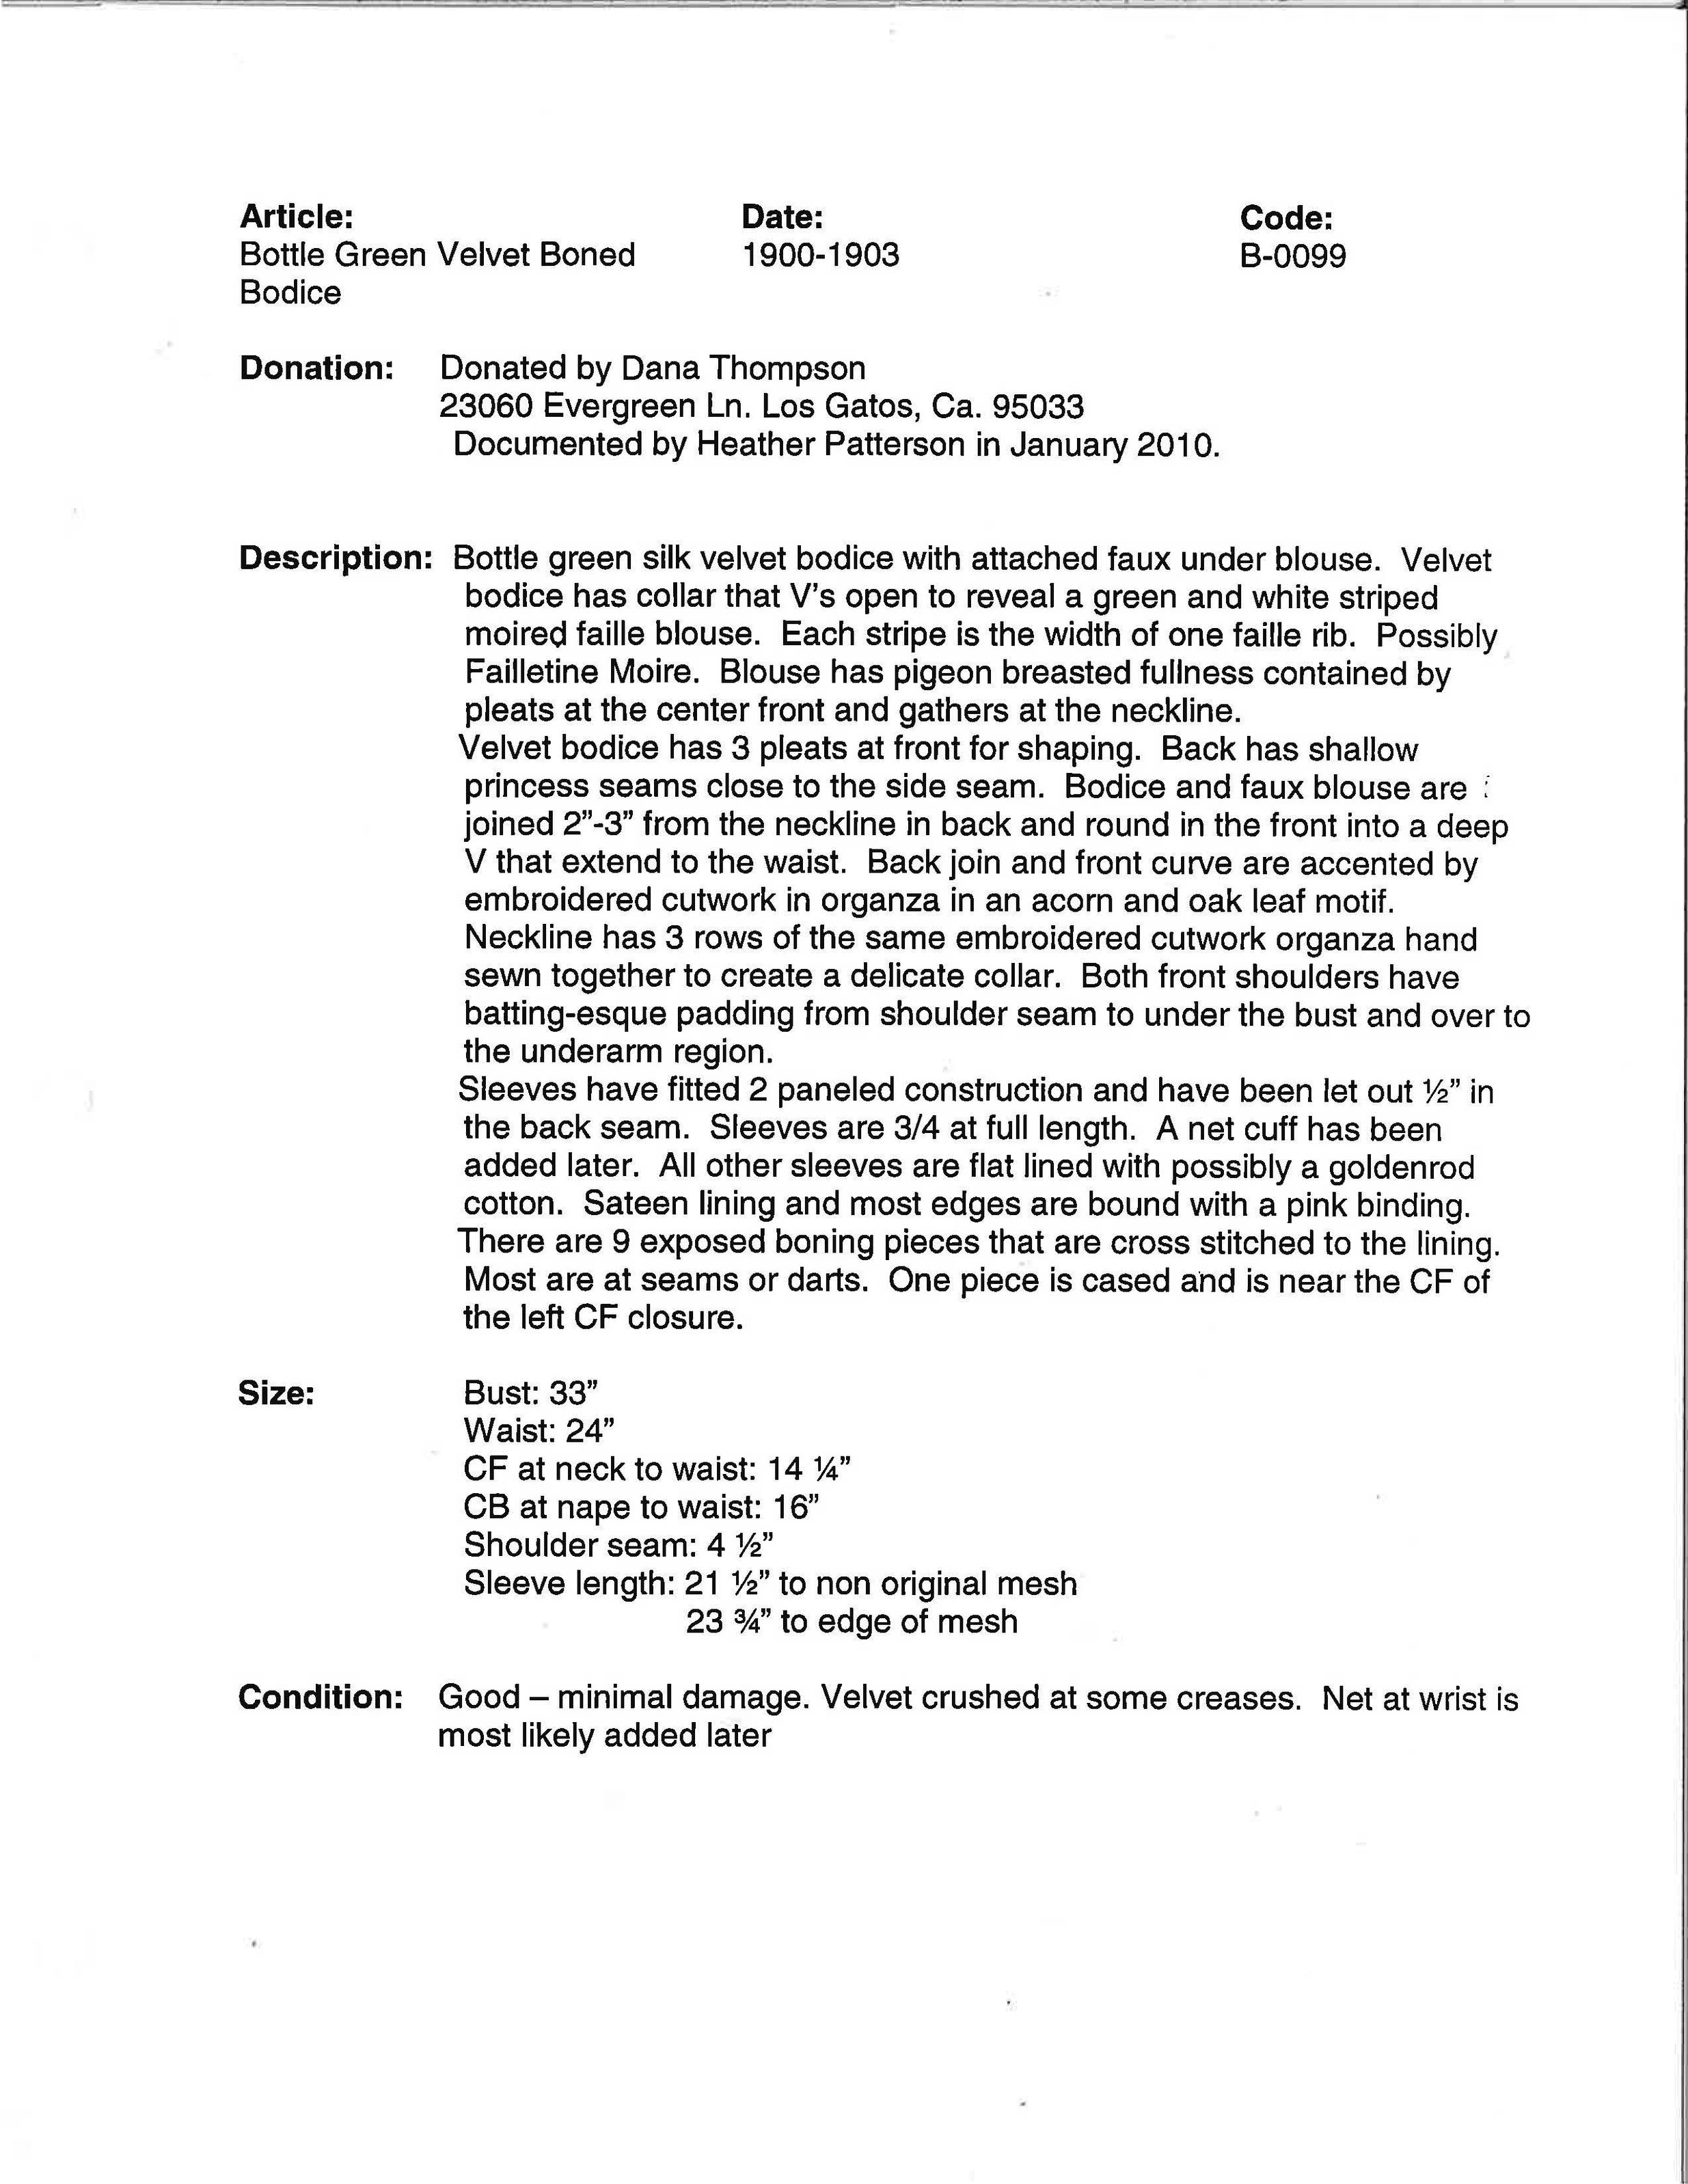 Article: Date: Code:
Bottle Green Velvet Boned 1900-1903 B-0099
Bodice
Donation: Donated by Dana Thompson
23060 Evergreen Ln. Los Gatos, Ca. 95033
Documented by Heather Patterson in January 2010.
Description: Bottle green silk velvet bodice with attached faux under blouse. Velvet
bodice has collar that V's open to reveal a green and white striped
moired faille blouse. Each stripe is the width of one faille rib. Possibly
Failletine Moire. Blouse has pigeon breasted fullness contained by
pleats at the center front and gathers at the neckline.
Velvet bodice has 3 pleats at front for shaping. Back has shallow
princess seams close to the side seam. Bodice and faux blouse are
joined 2”-3” from the neckline in back and round in the front into a deep
V that extend to the waist. Back join and front curve are accented by
embroidered cutwork in organza in an acorn and oak leaf motif.
Neckline has 3 rows of the same embroidered cutwork organza hand
sewn together to create a delicate collar. Both front shoulders have
batting-esque padding from shoulder seam to under the bust and over to
the underarm region.
Sleeves have fitted 2 paneled construction and have been let out ½” in
the back seam. Sleeves are 3/4 at full length. A net cuff has been
added later. All other sleeves are flat lined with possibly a goldenrod
cotton. Sateen lining and most edges are bound with a pink binding.
There are 9 exposed boning pieces that are cross stitched to the lining.
Most are at seams or darts. One piece is cased and is near the CF of
the left CF closure.
Size: Bust: 33”
Waist: 24”
CF at neck to waist: 14 ¼”
CB at nape to waist: 16”
Shoulder seam: 4 ½”
Sleeve length: 21 ½” to non original mesh
23 ¾” to edge of mesh
Condition: Good – minimal damage. Velvet crushed at some creases. Net at wrist is
most likely added later